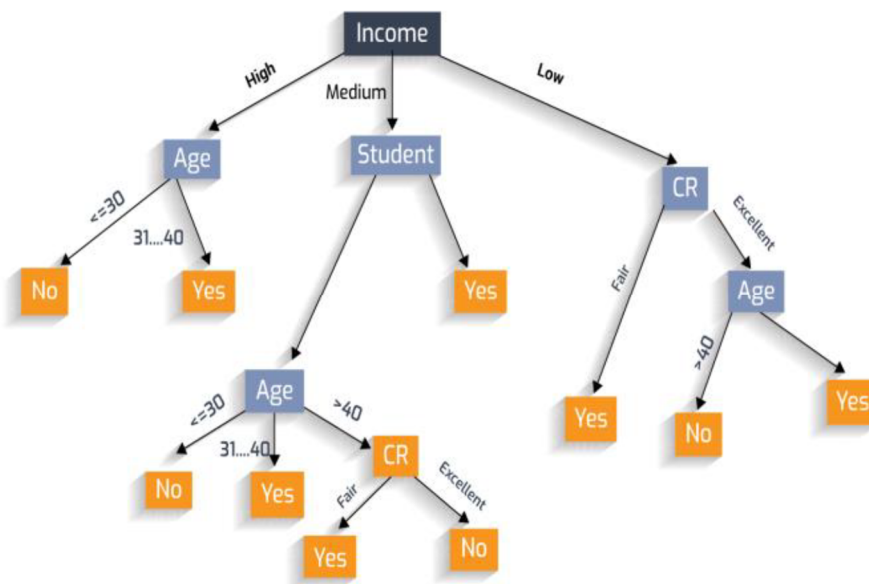 Income
High
Medium
Low
Age
Student
CR
<=30
31....40
Fair
Excellent
No
Yes
Yes
Age
Age
<=30
>40
31....40
>40
Yes
Yes
No
CR
No
Yes
Fair
Excellent
Yes
No